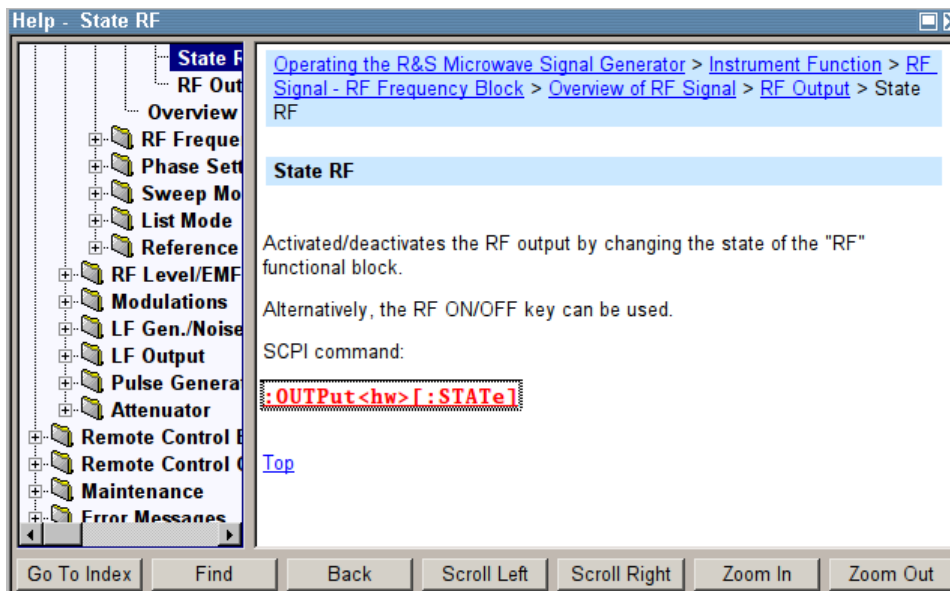 Help - State RF
State R
RF Out
Overview
RF Freque
Phase Sett
Sweep Mo
List Mode
Reference
RF Level/EMF
Modulations
LF Gen./Noise
LF Output
Pulse Genera
Attenuator
Remote Control B
Remote Control C
Maintenance
Error Messages
Operating the R&S Microwave Signal Generator > Instrument Function > RF
Signal - RF Frequency Block > Overview of RF Signal > RF Output > State
RF
State RF
Activated/deactivates the RF output by changing the state of the "RF"
functional block.
Alternatively, the RF ON/OFF key can be used.
SCPI command:
:OUTPut<hw>[:STATe]
Top
Go To Index
Find
Back
Scroll Left
Scroll Right
Zoom In
Zoom Out